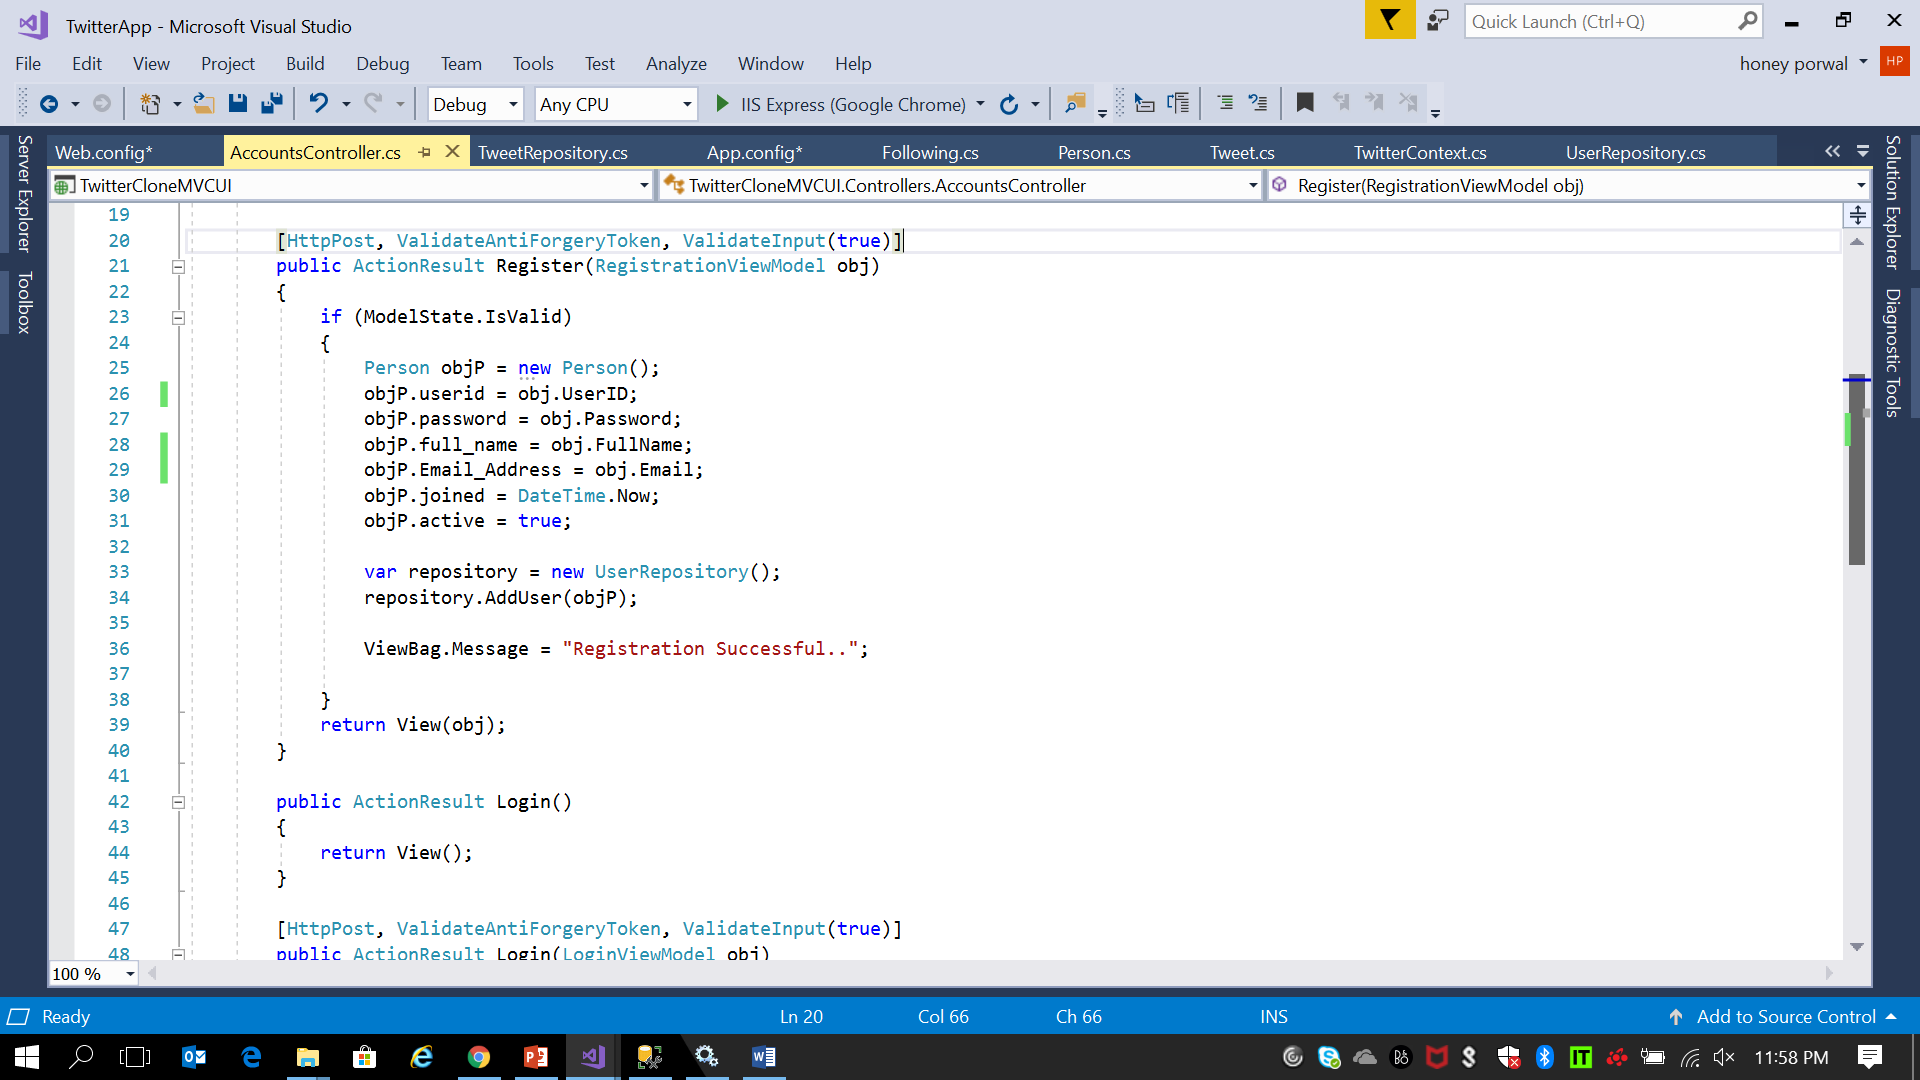 TwitterApp - Microsoft Visual Studio
Quick Launch (Ctrl+Q)
File Edit View Project Build Debug Team Tools Test Analyze Window Help
honey porwal HP
Debug Any CPU IIS Express (Google Chrome)
Server Explorer
Toolbox
Web.config* AccountsController.cs TweetRepository.cs App.config* Following.cs Person.cs Tweet.cs TwitterContext.cs UserRepository.cs
Solution Explorer
Diagnostic Tools
TwitterCloneMVCUI TwitterCloneMVCUI.Controllers.AccountsController Register(RegistrationViewModel obj)
19
20 [HttpPost, ValidateAntiForgeryToken, ValidateInput(true)]
21 public ActionResult Register(RegistrationViewModel obj)
22 {
23 if (ModelState.IsValid)
24 {
25 Person objP = new Person();
26 objP.userid = obj.UserID;
27 objP.password = obj.Password;
28 objP.full_name = obj.FullName;
29 objP.Email_Address = obj.Email;
30 objP.joined = DateTime.Now;
31 objP.active = true;
32
33 var repository = new UserRepository();
34 repository.AddUser(objP);
35
36 ViewBag.Message = "Registration Successful..";
37
38 }
39 return View(obj);
40 }
41
42 public ActionResult Login()
43 {
44 return View();
45 }
46
47 [HttpPost, ValidateAntiForgeryToken, ValidateInput(true)]
48 public ActionResult Login(LoginViewModel obj)
100 %
Ready Ln 20 Col 66 Ch 66 INS Add to Source Control
11:58 PM